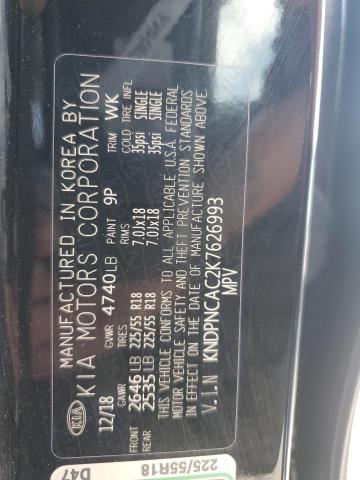 KIA
MANUFACTURED IN KOREA BY
KIA MOTORS CORPORATION
12/18 GVWR 4740LB PAINT 9P TRIM WK
GAWR TIRES RIMS COLD TIRE INFL
FRONT 2646LB 225/55 R18 7.0Jx18 35psi SINGLE
REAR 2535LB 225/55 R18 7.0Jx18 35psi SINGLE
THIS VEHICLE CONFORMS TO ALL APPLICABLE U.S.A. FEDERAL
MOTOR VEHICLE SAFETY AND THEFT PREVENTION STANDARDS
IN EFFECT ON THE DATE OF MANUFACTURE SHOWN ABOVE.
V.I.N KNDPNCAC2K7626993
MPV
D47
225/55R18